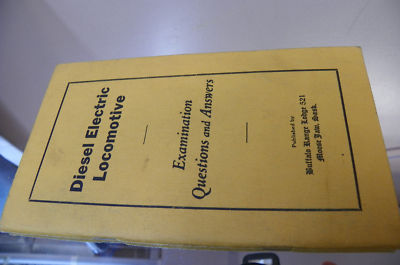 Diesel Electric
Locomotive
Examination
Questions and Answers
Published by
Buffalo Range Lodge 521
Moose Jaw, Sask.